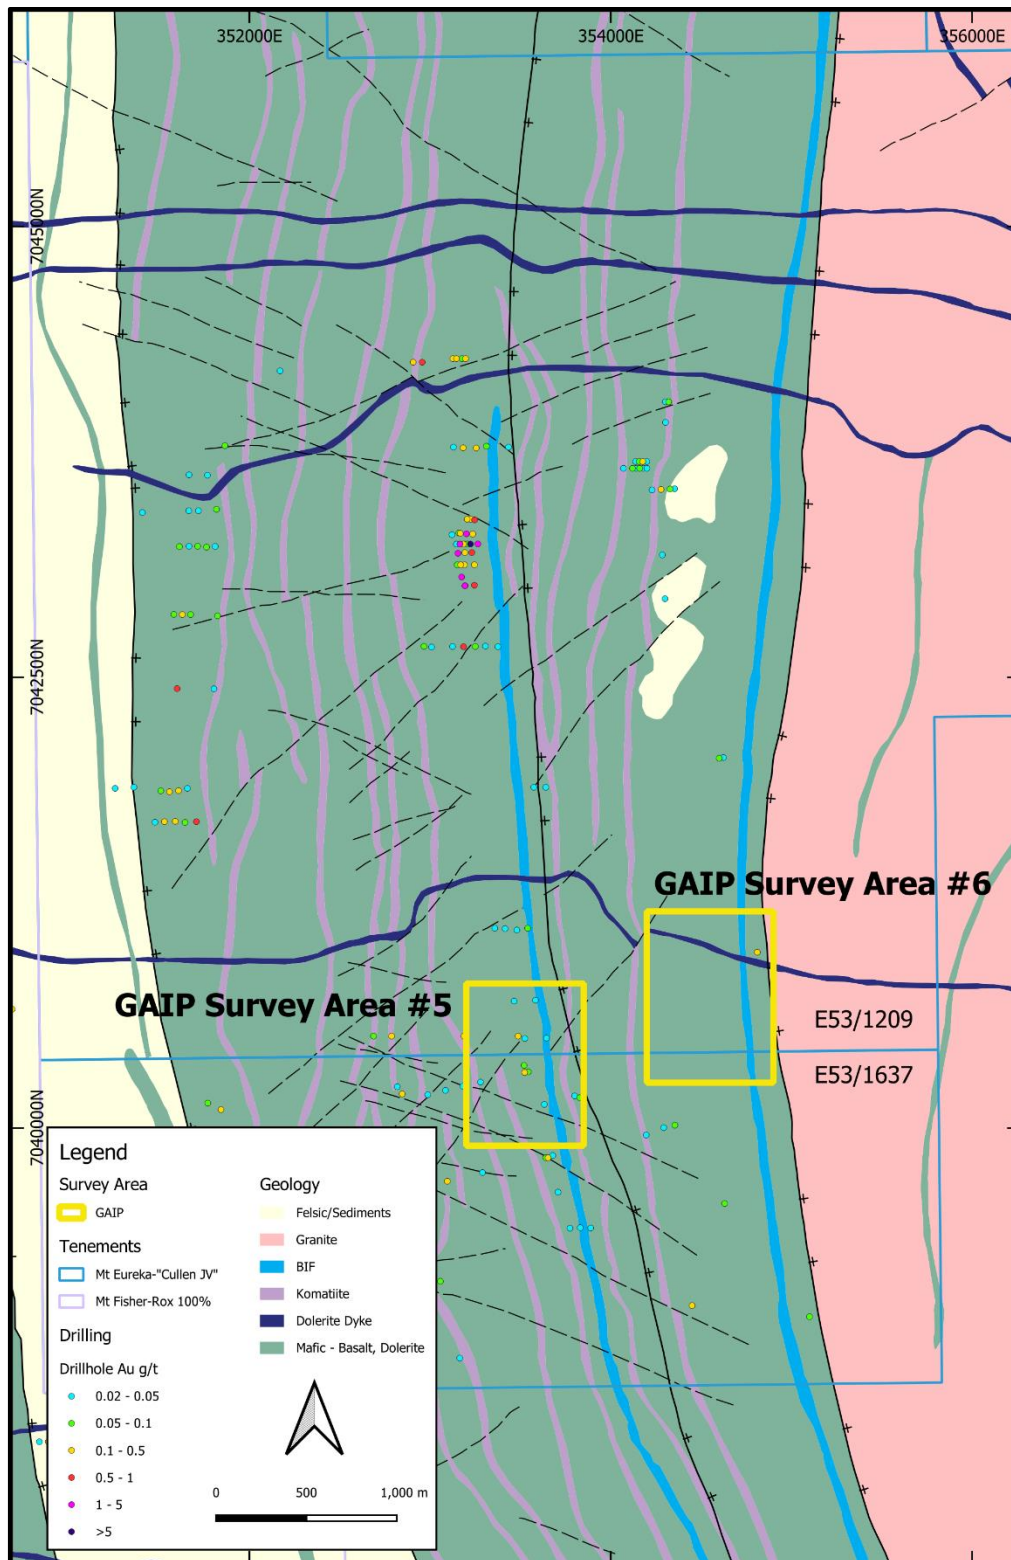 352000E
354000E
356000E
7045000N
7042500N
GAIP Survey Area #6
GAIP Survey Area #5
E53/1209
E53/1637
7040000N
Legend
Survey Area
GAIP
Tenements
Mt Eureka-"Cullen JV"
Mt Fisher-Rox 100%
Drilling
Drillhole Au g/t
0.02 - 0.05
0.05 - 0.1
0.1 - 0.5
0.5 - 1
1 - 5
>5
Geology
Felsic/Sediments
Granite
BIF
Komatiite
Dolerite Dyke
Mafic - Basalt, Dolerite
0 500 1,000 m